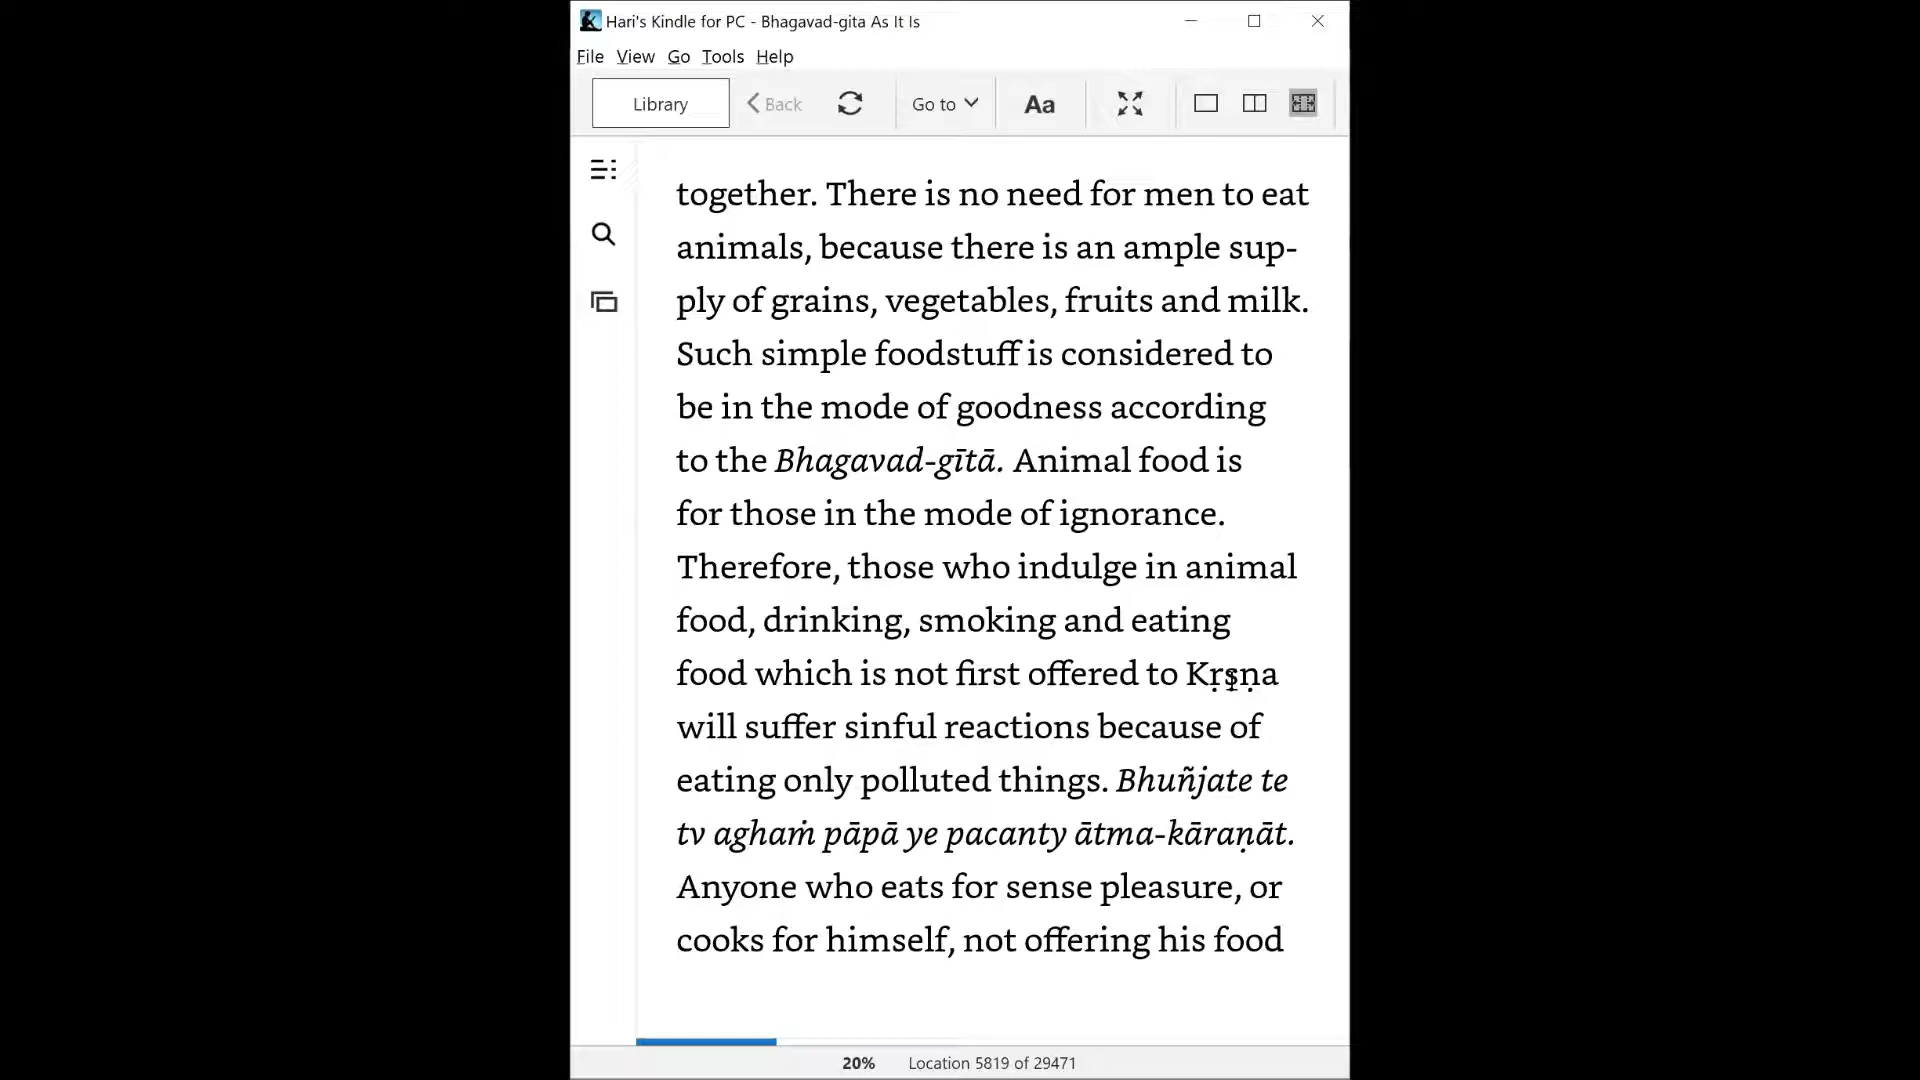 Hari's Kindle for PC - Bhagavad-gita As It Is
File View Go Tools Help
Library Back Go to Aa
together. There is no need for men to eat
animals, because there is an ample sup-
ply of grains, vegetables, fruits and milk.
Such simple foodstuff is considered to
be in the mode of goodness according
to the Bhagavad-gītā. Animal food is
for those in the mode of ignorance.
Therefore, those who indulge in animal
food, drinking, smoking and eating
food which is not first offered to Kṛṣṇa
will suffer sinful reactions because of
eating only polluted things. Bhuñjate te
tv aghaṁ pāpā ye pacanty ātma-kāraṇāt.
Anyone who eats for sense pleasure, or
cooks for himself, not offering his food
20% Location 5819 of 29471